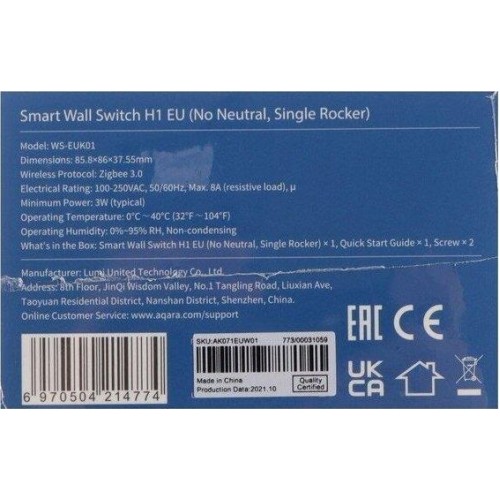 Smart Wall Switch H1 EU (No Neutral, Single Rocker)
Model: WS-EUK01
Dimensions: 85.8×86×37.55mm
Wireless Protocol: Zigbee 3.0
Electrical Rating: 100-250VAC, 50/60Hz, Max. 8A (resistive load), µ
Minimum Power: 3W (typical)
Operating Temperature: 0°C ~ 40°C (32°F ~ 104°F)
Operating Humidity: 0%~95% RH, Non-condensing
What's in the Box: Smart Wall Switch H1 EU (No Neutral, Single Rocker) × 1, Quick Start Guide × 1, Screw × 2
Manufacturer: Lumi United Technology Co., Ltd.
Address: 8th Floor, JinQi Wisdom Valley, No.1 Tangling Road, Liuxian Ave,
Taoyuan Residential District, Nanshan District, Shenzhen, China.
Online Customer Service: www.aqara.com/support
SKU:AK071EUW01 773/00031059
Made in China
Production Date:2021.10
Quality
Certified
6 970504 214774
EAC CE
UK
CA